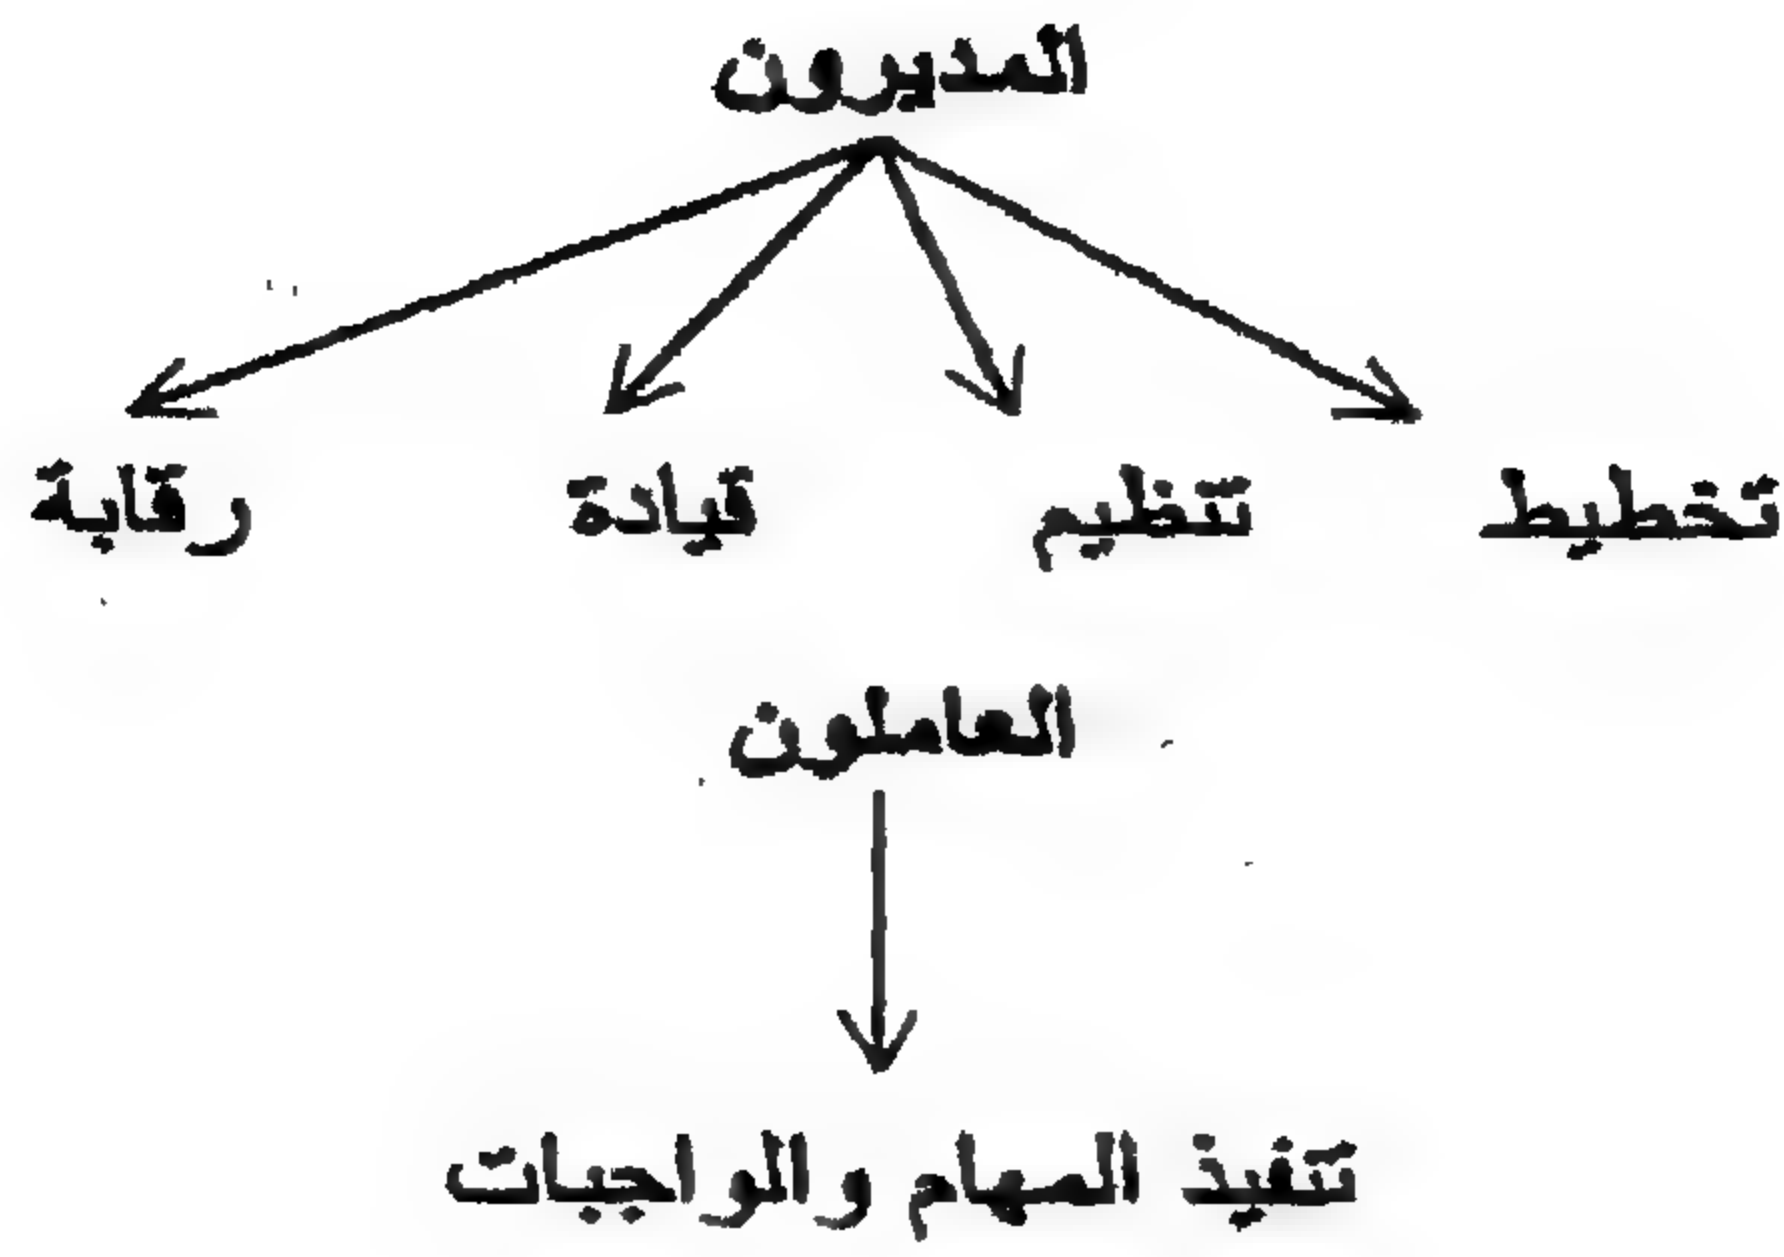 المديرون
تخطيط تنظيم قيادة رقابة
العاملون
تنفيذ المهام والواجبات